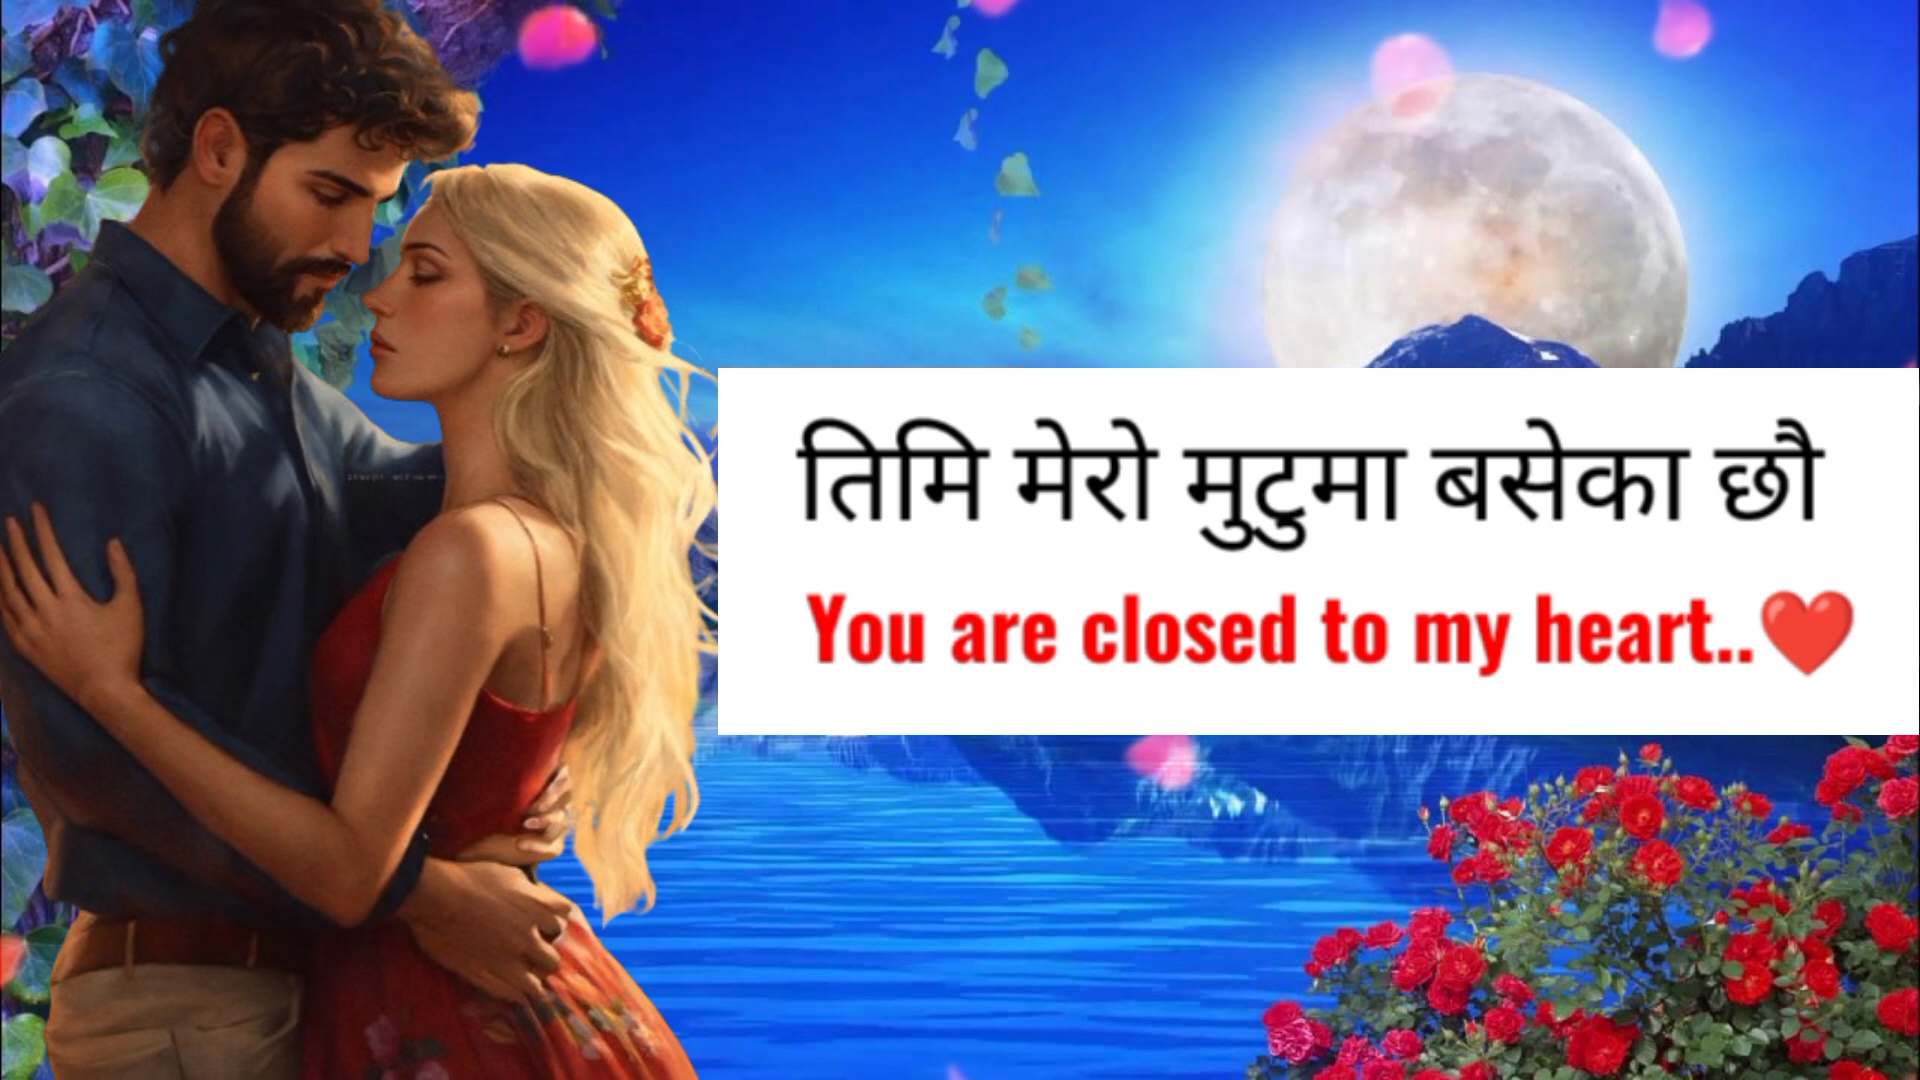 तिमि मेरो मुटुमा बसेका छौ
You are closed to my heart..❤️